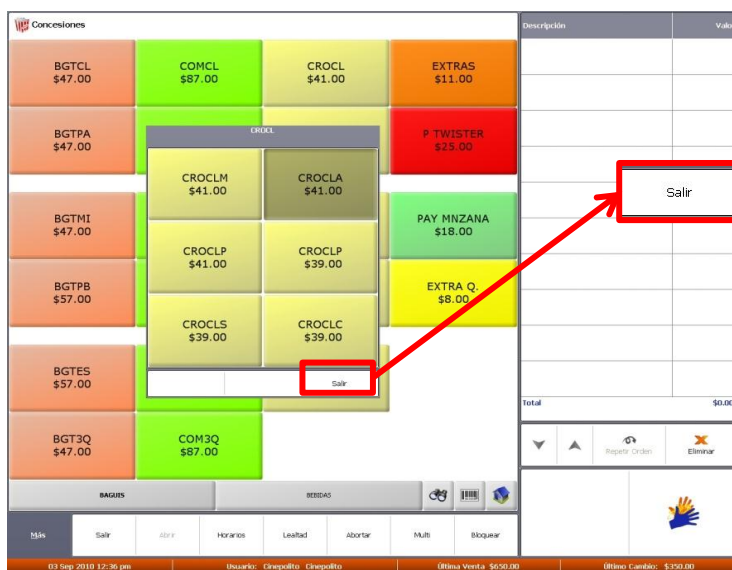 Concesiones
Descripción
Valo
BGTCL
$47.00
COMCL
$87.00
CROCL
$41.00
EXTRAS
$11.00
BGTPA
$47.00
CROCL
P TWISTER
$25.00
CROCLM
$41.00
CROCLA
$41.00
Salir
BGTMI
$47.00
PAY MNZANA
$18.00
CROCLP
$41.00
CROCLP
$39.00
BGTPB
$57.00
EXTRA Q.
$8.00
CROCLS
$39.00
CROCLC
$39.00
BGTES
$57.00
Salir
Total
$0.00
BGT3Q
$47.00
COM3Q
$87.00
Repetir Orden
Eliminar
BAGUIS
BEBIDAS
Más
Salir
Abrir
Horarios
Lealtad
Abortar
Multi
Bloquear
03 Sep 2010 12:36 pm
Usuario: Cinepolito Cinepolito
Última Venta $650.00
Último Cambio: $350.00